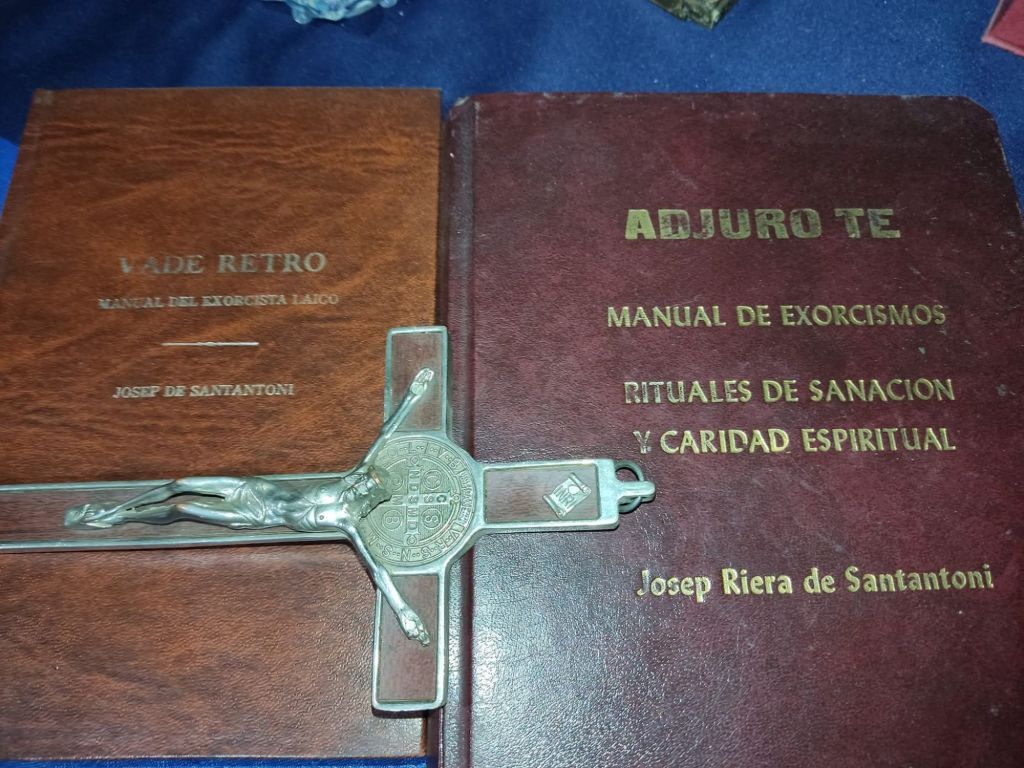 VADE RETRO
MANUAL DEL EXORCISTA LAICO
JOSEP DE SANTANTONI
ADJURO TE
MANUAL DE EXORCISMOS
RITUALES DE SANACION
Y CARIDAD ESPIRITUAL
Josep Riera de Santantoni